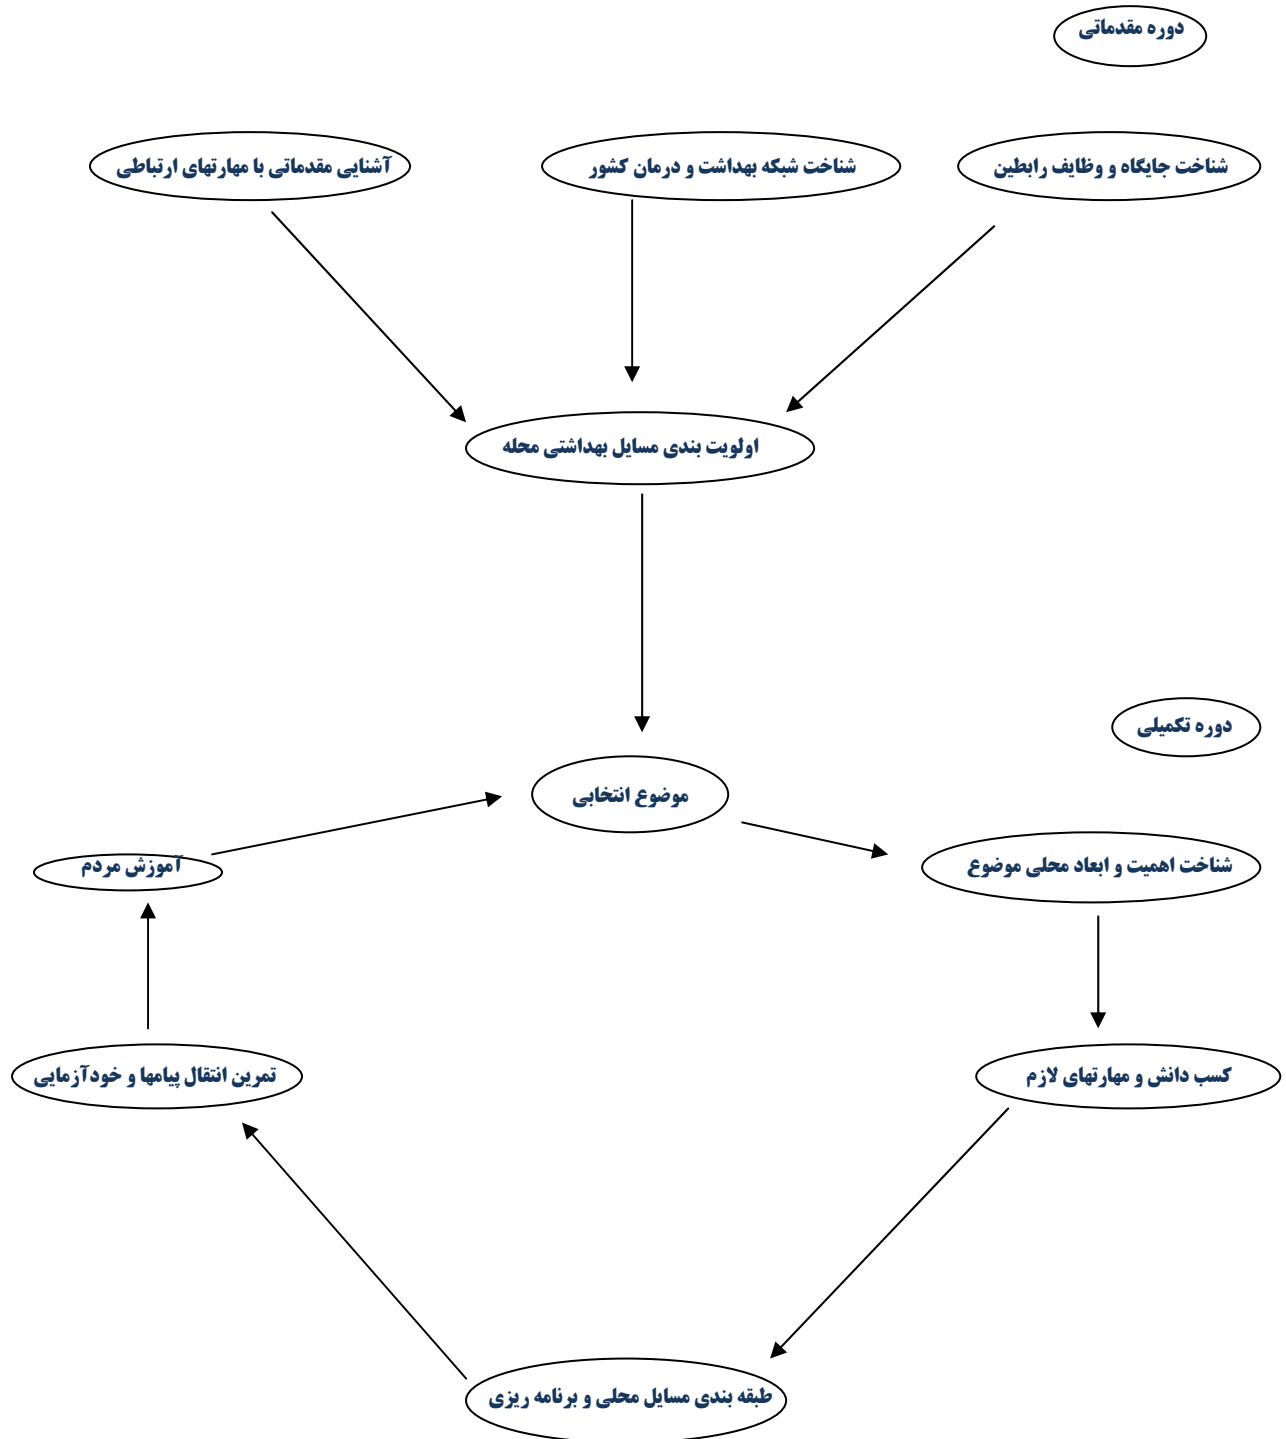 دوره مقدماتی
شناخت جایگاه و وظایف رابطین
شناخت شبکه بهداشت و درمان کشور
آشنایی مقدماتی با مهارتهای ارتباطی
اولویت بندی مسایل بهداشتی محله
دوره تکمیلی
موضوع انتخابی
شناخت اهمیت و ابعاد محلی موضوع
آموزش مردم
کسب دانش و مهارتهای لازم
تمرین انتقال پیامها و خودآزمایی
طبقه بندی مسایل محلی و برنامه ریزی